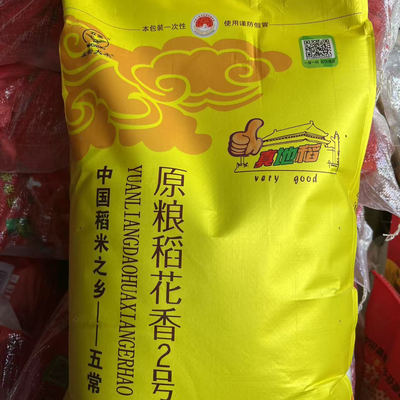 本包装一次性
使用谨防假冒
very good
原粮稻花香2号
YUANLIANGDAOHUAXIANGERHAO
中国稻米之乡——五常